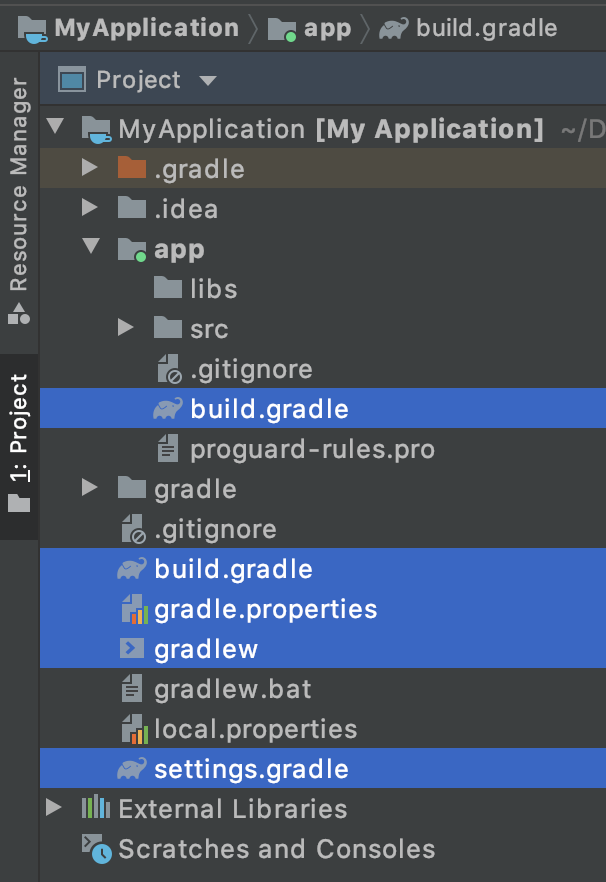 MyApplication app build.gradle
Project
MyApplication [My Application] ~/D
.gradle
.idea
app
libs
src
.gitignore
build.gradle
proguard-rules.pro
gradle
.gitignore
build.gradle
gradle.properties
gradlew
gradlew.bat
local.properties
settings.gradle
External Libraries
Scratches and Consoles
Resource Manager
1: Project